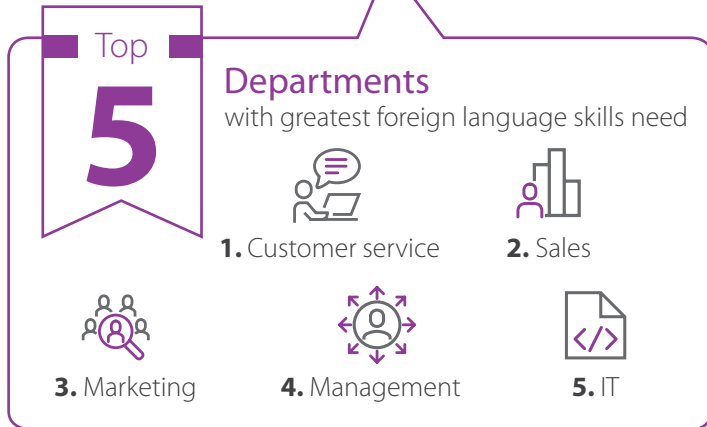 Top
5
Departments
with greatest foreign language skills need
1. Customer service
2. Sales
3. Marketing
4. Management
5. IT